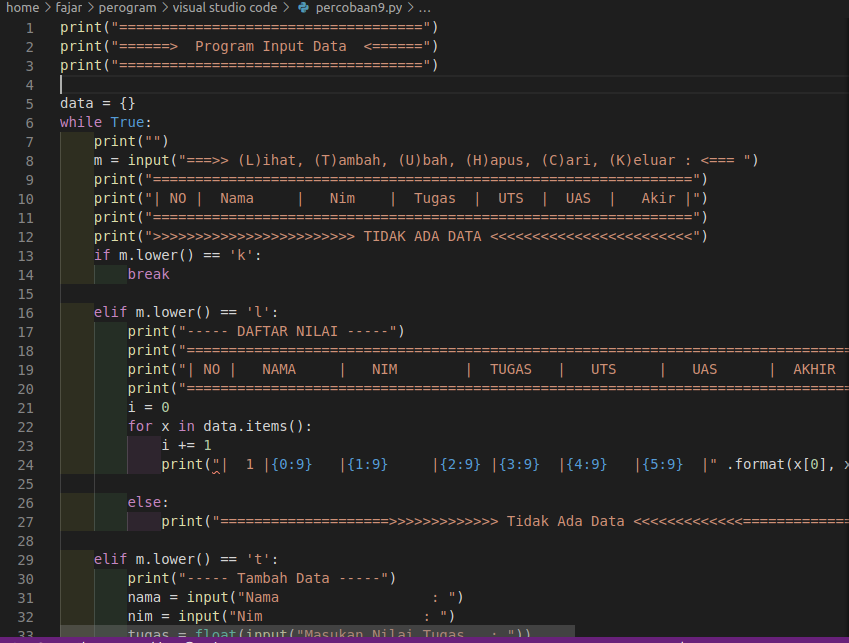 home > fajar > perogram > visual studio code > percobaan9.py > ...
1 print("====================================")
2 print("======>  Program Input Data  <======")
3 print("====================================")
4
5 data = {}
6 while True:
7     print("")
8     m = input("===>> (L)ihat, (T)ambah, (U)bah, (H)apus, (C)ari, (K)eluar : <=== ")
9     print("================================================================")
10     print("| NO |  Nama     |   Nim    |  Tugas  |  UTS  |  UAS  |   Akir |")
11     print("================================================================")
12     print(">>>>>>>>>>>>>>>>>>>>>>>> TIDAK ADA DATA <<<<<<<<<<<<<<<<<<<<<<<<")
13     if m.lower() == 'k':
14         break
15
16     elif m.lower() == 'l':
17         print("----- DAFTAR NILAI -----")
18         print("==============================================================================
19         print("| NO |   NAMA     |   NIM        |  TUGAS   |   UTS     |   UAS      |  AKHIR
20         print("==============================================================================
21         i = 0
22         for x in data.items():
23             i += 1
24             print("|  1 |{0:9}   |{1:9}     |{2:9} |{3:9}  |{4:9}   |{5:9}  |" .format(x[0], x
25
26         else:
27             print("====================>>>>>>>>>>>>> Tidak Ada Data <<<<<<<<<<<<<=============
28
29     elif m.lower() == 't':
30         print("----- Tambah Data -----")
31         nama = input("Nama                  : ")
32         nim = input("Nim                   : ")
33         tugas = float(input("Masukan Nilai Tugas   : "))